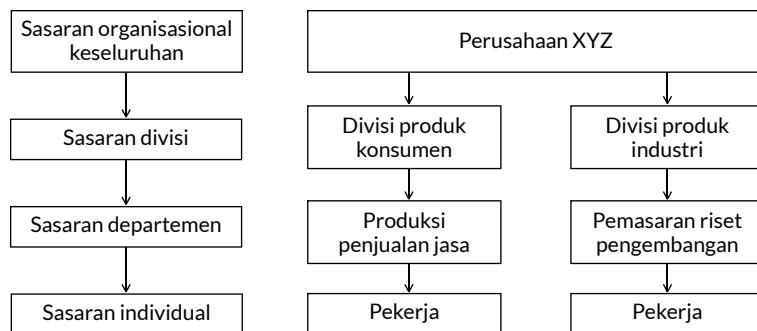 Sasaran organisasional
keseluruhan
Perusahaan XYZ
Sasaran divisi
Divisi produk
konsumen
Divisi produk
industri
Sasaran departemen
Produksi
penjualan jasa
Pemasaran riset
pengembangan
Sasaran individual
Pekerja
Pekerja